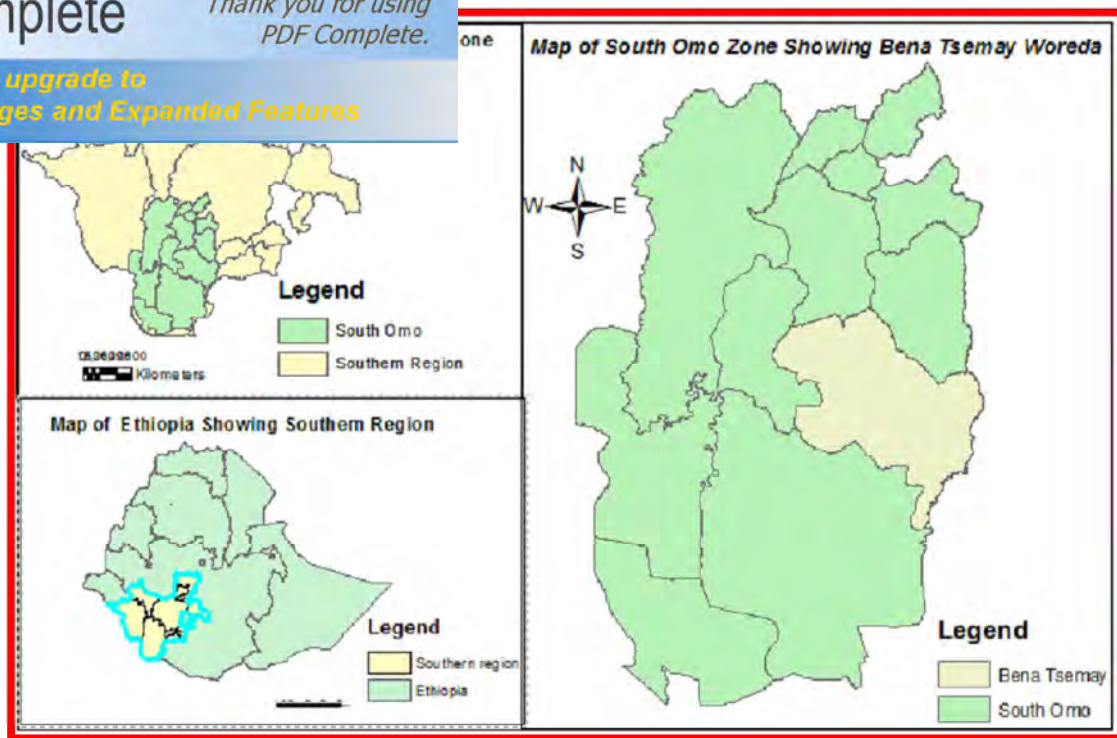 mplete
Thank you for using
PDF Complete.
upgrade to
ges and Expanded Features
one
Legend
South Omo
Southern Region
Kilometers
Map of Ethiopia Showing Southern Region
Legend
Southern region
Ethiopia
Map of South Omo Zone Showing Bena Tsemay Woreda
N
W
E
S
Legend
Bena Tsemay
South Omo